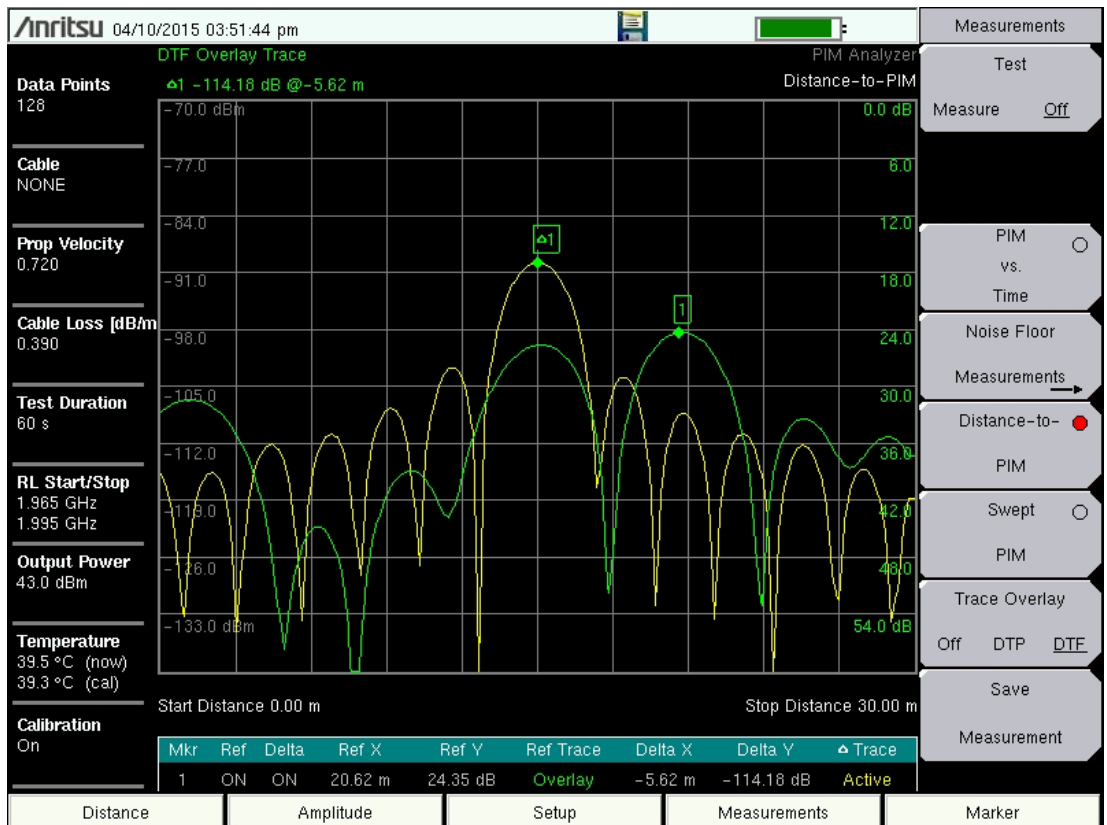 Anritsu 04/10/2015 03:51:44 pm
DTF Overlay Trace
PIM Analyzer
1 -114.18 dB @-5.62 m
Distance-to-PIM
Data Points
128
Cable
NONE
Prop Velocity
0.720
Cable Loss [dB/m
0.390
Test Duration
60 s
RL Start/Stop
1.965 GHz
1.995 GHz
Output Power
43.0 dBm
Temperature
39.5 °C (now)
39.3 °C (cal)
Calibration
On
-70.0 dBm
-77.0
-84.0
-91.0
-98.0
-105.0
-112.0
-119.0
-126.0
-133.0 dBm
1
1
0.0 dB
6.0
12.0
18.0
24.0
30.0
36.0
42.0
48.0
54.0 dB
Start Distance 0.00 m
Stop Distance 30.00 m
Mkr Ref Delta Ref X Ref Y Ref Trace Delta X Delta Y Trace
1 ON ON 20.62 m 24.35 dB Overlay -5.62 m -114.18 dB Active
Measurements
Test
Measure Off
PIM
vs.
Time
Noise Floor
Measurements
Distance-to-
PIM
Swept
PIM
Trace Overlay
Off DTP DTF
Save
Measurement
Distance Amplitude Setup Measurements Marker